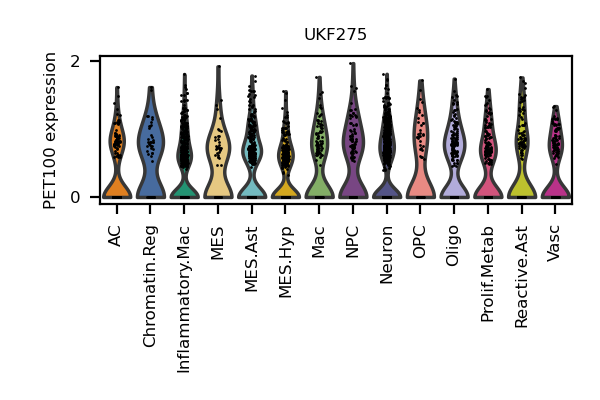 UKF275
PET100 expression
2
0
AC
Chromatin.Reg
Inflammatory.Mac
MES
MES.Ast
MES.Hyp
Mac
NPC
Neuron
OPC
Oligo
Prolif.Metab
Reactive.Ast
Vasc